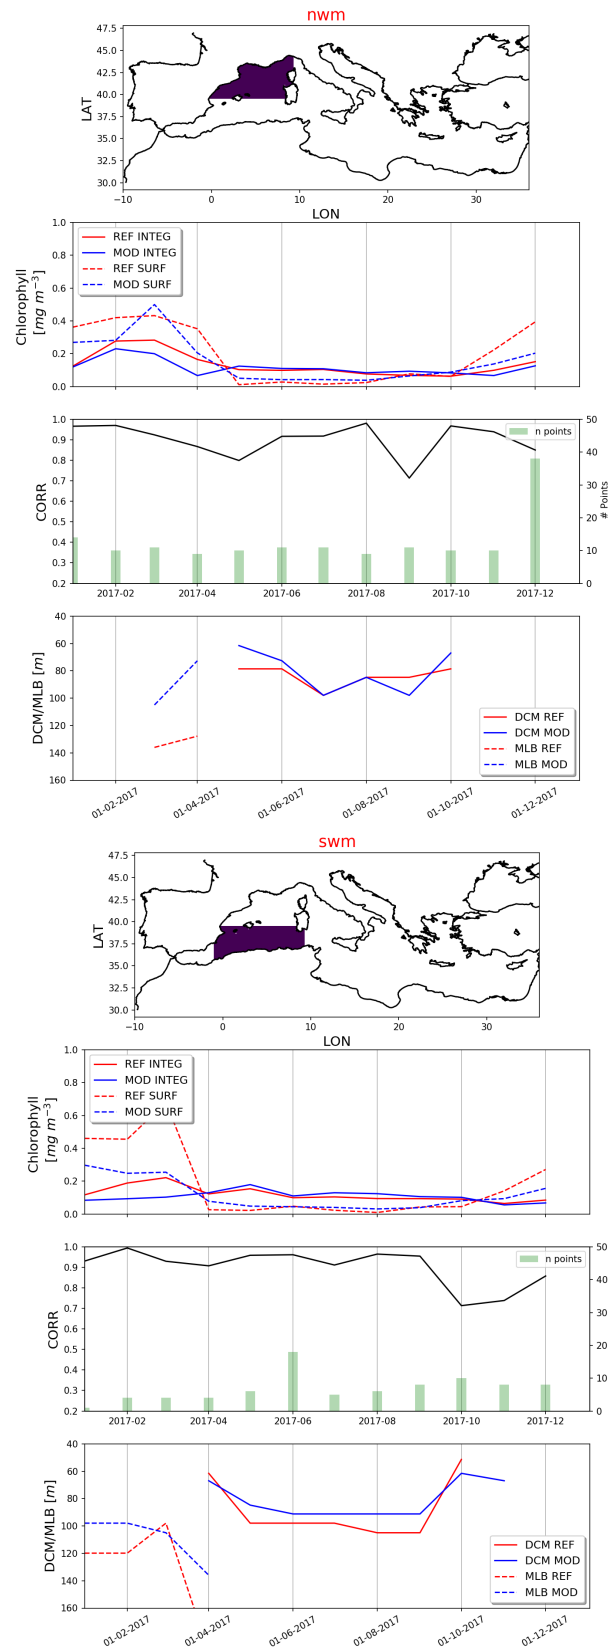 nwm
47.5
45.0
42.5
40.0
37.5
35.0
32.5
30.0
LAT
−10 0 10 20 30
LON
1.0
0.8
0.6
0.4
0.2
0.0
Chlorophyll
[mg m−3]
REF INTEG
MOD INTEG
REF SURF
MOD SURF
1.0
0.9
0.8
0.7
0.6
0.5
0.4
0.3
0.2
CORR
n points
50
40
30
20
10
0
# Points
2017-02 2017-04 2017-06 2017-08 2017-10 2017-12
40
60
80
100
120
140
160
DCM/MLB [m]
DCM REF
DCM MOD
MLB REF
MLB MOD
01-02-2017 01-04-2017 01-06-2017 01-08-2017 01-10-2017 01-12-2017
swm
47.5
45.0
42.5
40.0
37.5
35.0
32.5
30.0
LAT
−10 0 10 20 30
LON
1.0
0.8
0.6
0.4
0.2
0.0
Chlorophyll
[mg m−3]
REF INTEG
MOD INTEG
REF SURF
MOD SURF
1.0
0.9
0.8
0.7
0.6
0.5
0.4
0.3
0.2
CORR
n points
50
40
30
20
10
0
2017-02 2017-04 2017-06 2017-08 2017-10 2017-12
40
60
80
100
120
140
160
DCM/MLB [m]
DCM REF
DCM MOD
MLB REF
MLB MOD
01-02-2017 01-04-2017 01-06-2017 01-08-2017 01-10-2017 01-12-2017